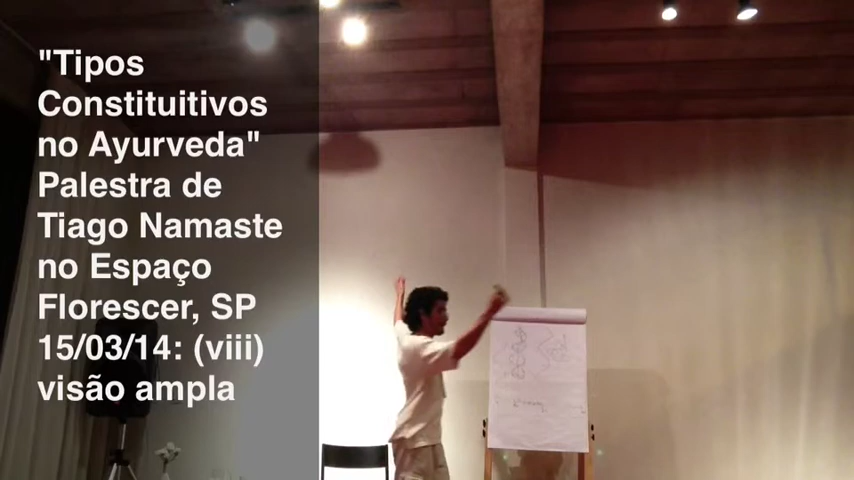 "Tipos
Constituitivos
no Ayurveda"
Palestra de
Tiago Namaste
no Espaço
Florescer, SP
15/03/14: (viii)
visão ampla